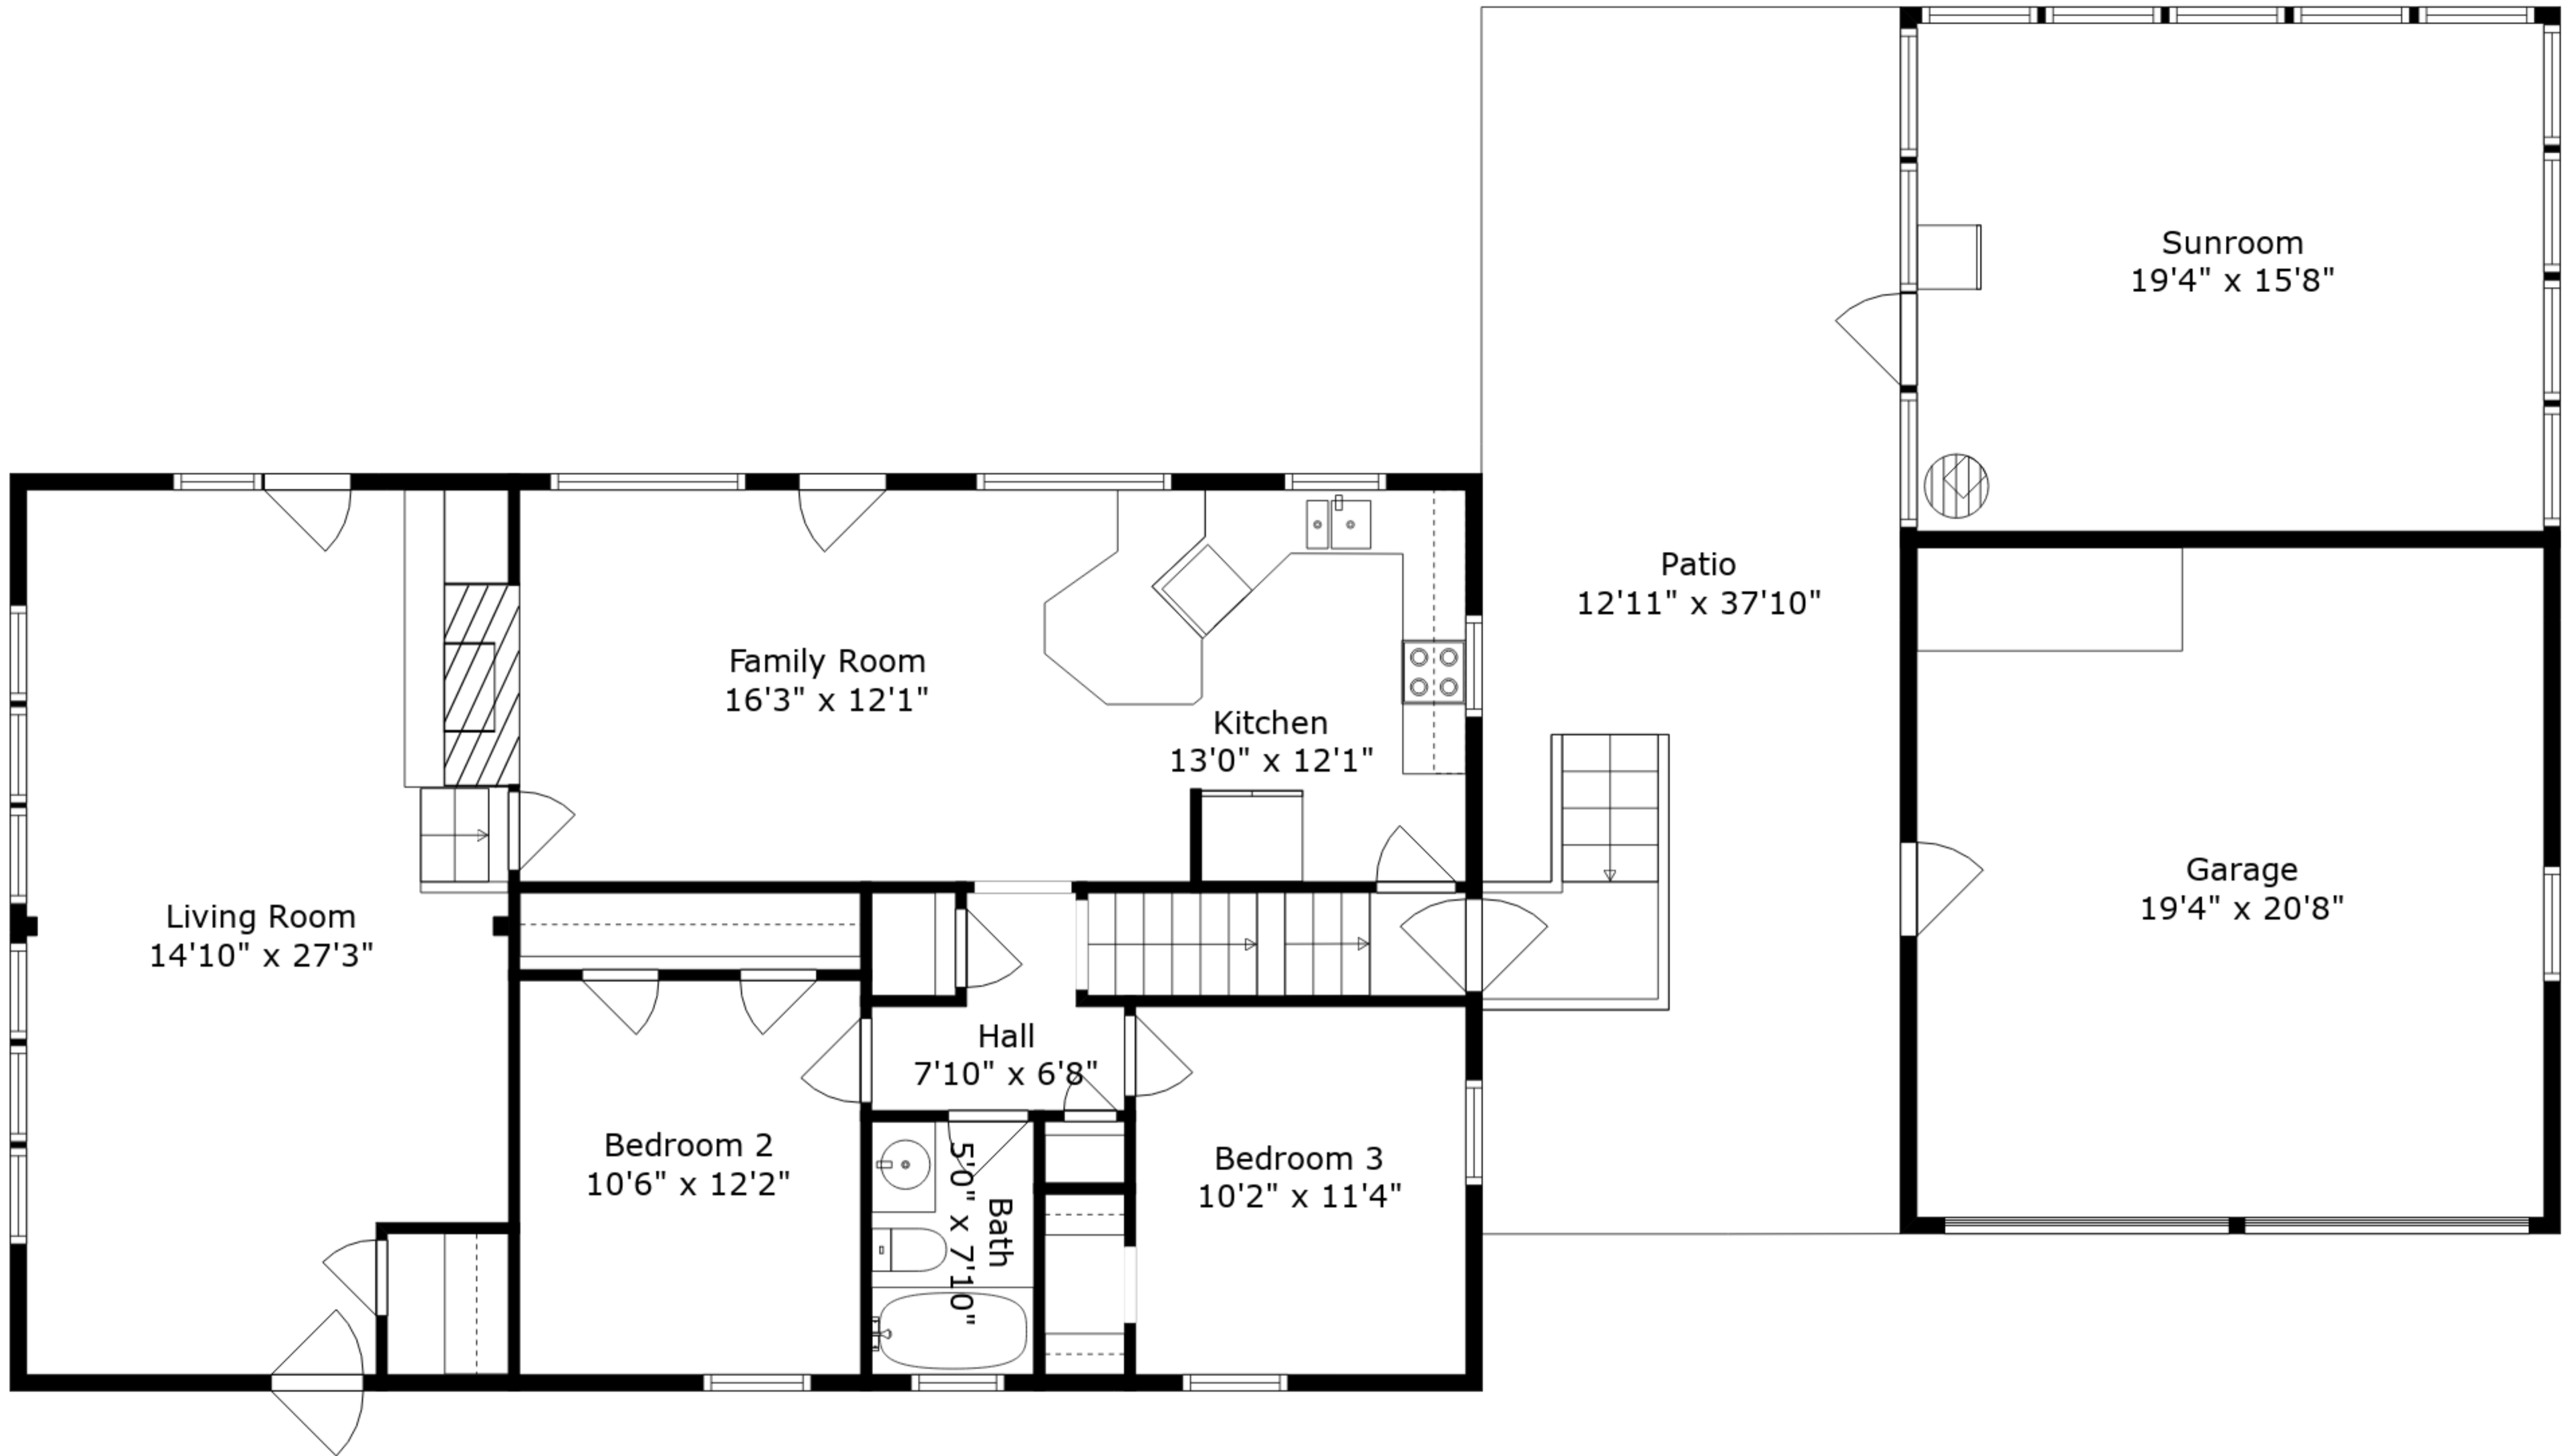 Sunroom
19'4" x 15'8"
Patio
12'11" x 37'10"
Family Room
16'3" x 12'1"
Kitchen
13'0" x 12'1"
Living Room
14'10" x 27'3"
Garage
19'4" x 20'8"
Hall
7'10" x 6'8"
Bedroom 2
10'6" x 12'2"
Bath
5'0" x 7'10"
Bedroom 3
10'2" x 11'4"